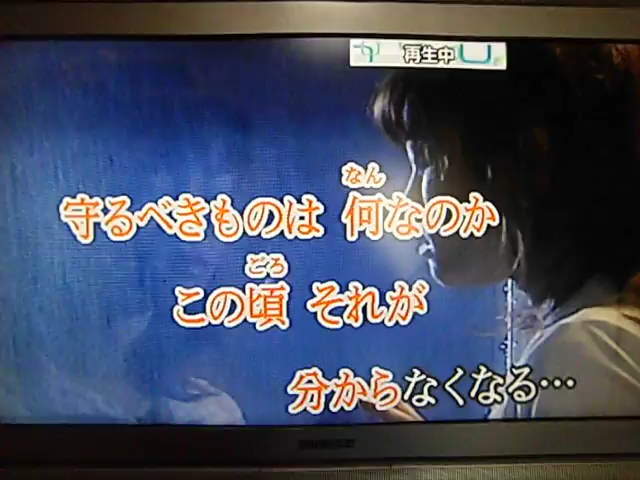 再生中
なん
守るべきものは 何なのか
ごろ
この頃 それが
分からなくなる…